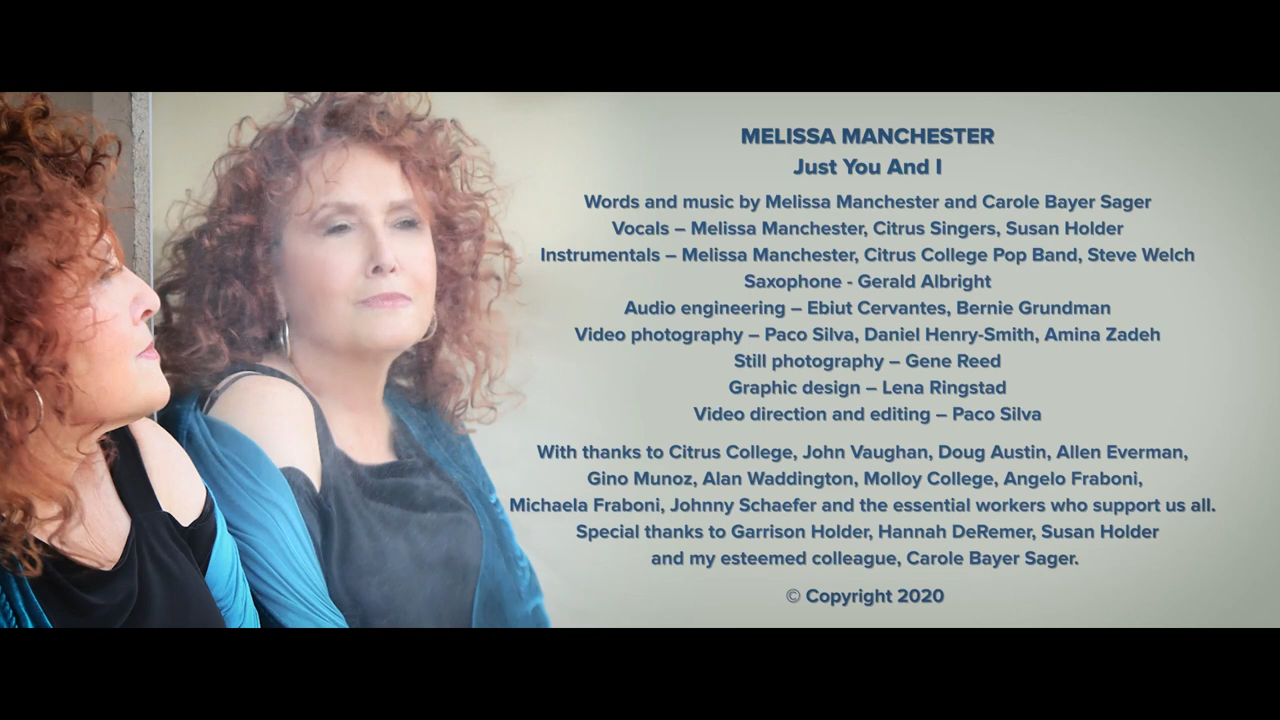 MELISSA MANCHESTER
Just You And I
Words and music by Melissa Manchester and Carole Bayer Sager
Vocals – Melissa Manchester, Citrus Singers, Susan Holder
Instrumentals – Melissa Manchester, Citrus College Pop Band, Steve Welch
Saxophone - Gerald Albright
Audio engineering – Ebiut Cervantes, Bernie Grundman
Video photography – Paco Silva, Daniel Henry-Smith, Amina Zadeh
Still photography – Gene Reed
Graphic design – Lena Ringstad
Video direction and editing – Paco Silva
With thanks to Citrus College, John Vaughan, Doug Austin, Allen Everman,
Gino Munoz, Alan Waddington, Molloy College, Angelo Fraboni,
Michaela Fraboni, Johnny Schaefer and the essential workers who support us all.
Special thanks to Garrison Holder, Hannah DeRemer, Susan Holder
and my esteemed colleague, Carole Bayer Sager.
© Copyright 2020